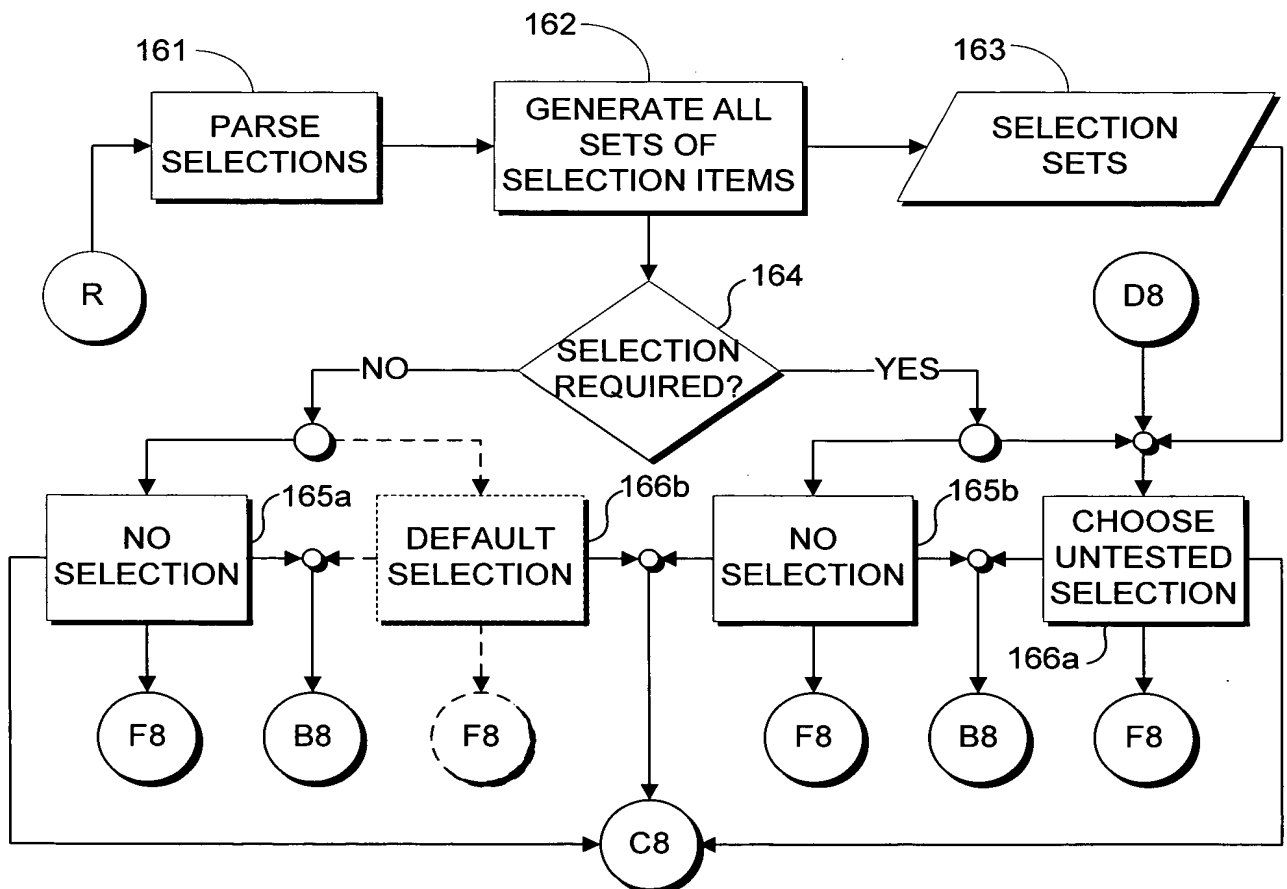 161
162
163
PARSE
SELECTIONS
GENERATE ALL
SETS OF
SELECTION ITEMS
SELECTION
SETS
R
164
D8
SELECTION
REQUIRED?
NO
YES
165a
166b
165b
NO
SELECTION
DEFAULT
SELECTION
NO
SELECTION
CHOOSE
UNTESTED
SELECTION
166a
F8
B8
F8
F8
B8
F8
C8